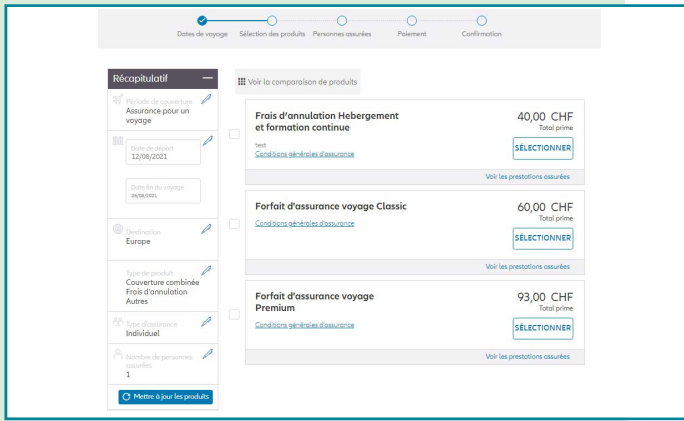 Dates de voyage
Sélection des produits
Personnes assurées
Paiement
Confirmation
Récapitulatif
Période de couverture
Assurance pour un
voyage
Date de départ
12/08/2021
Date fin du voyage
26/08/2021
Destination
Europe
Type de produit
Couverture combinée
Frais d'annulation
Autres
Type d'assurance
Individuel
Nombre de personnes
assurées
1
Mettre à jour les produits
Voir la comparaison de produits
Frais d'annulation Hebergement
et formation continue
test
Conditions générales d'assurance
40,00 CHF
Total prime
SÉLECTIONNER
Voir les prestations assurées
Forfait d'assurance voyage Classic
Conditions générales d'assurance
60,00 CHF
Total prime
SÉLECTIONNER
Voir les prestations assurées
Forfait d'assurance voyage
Premium
Conditions générales d'assurance
93,00 CHF
Total prime
SÉLECTIONNER
Voir les prestations assurées